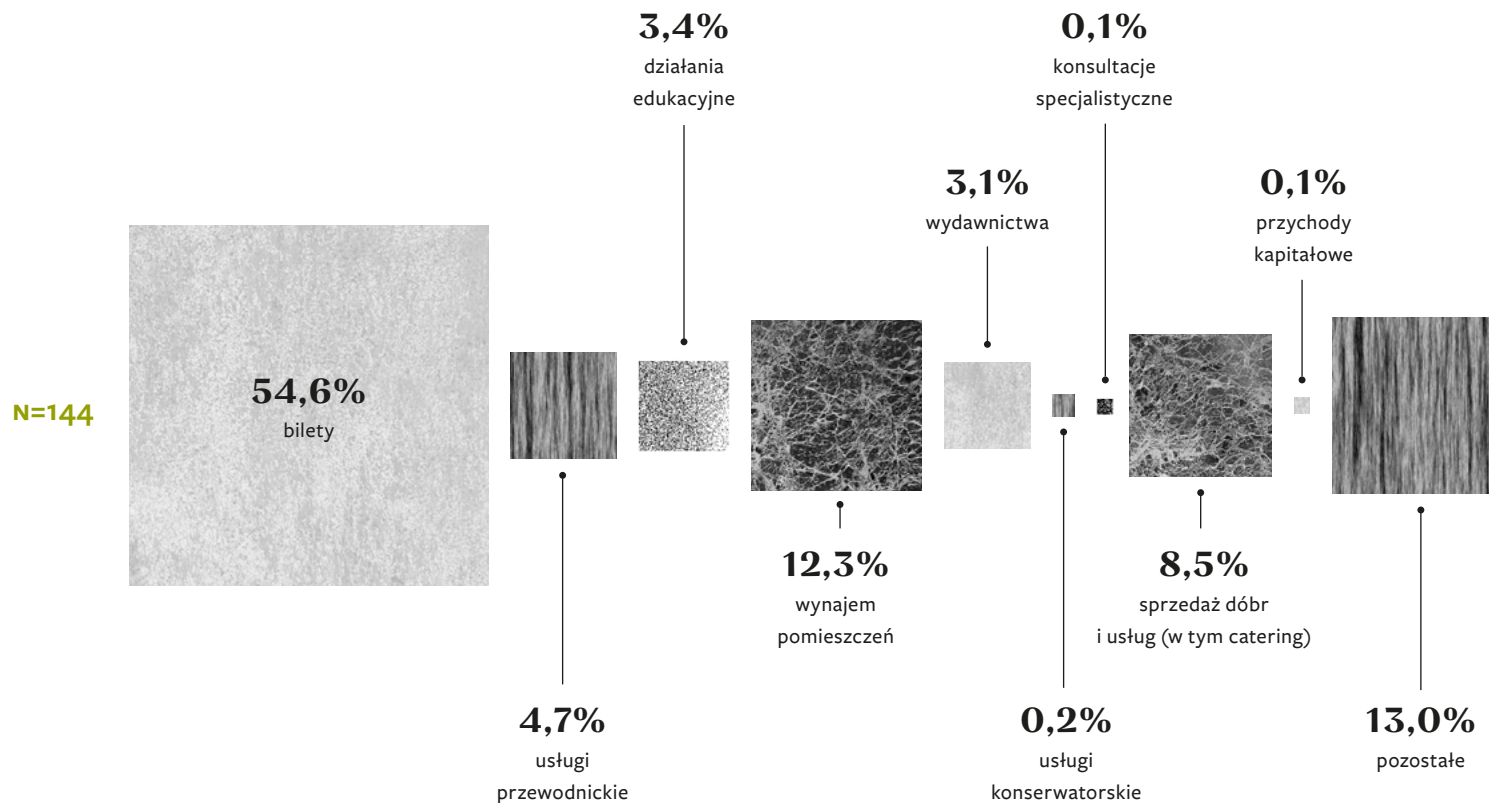 3,4%
działania
edukacyjne
0,1%
konsultacje
specjalistyczne
3,1%
wydawnictwa
0,1%
przychody
kapitałowe
N=144
54,6%
bilety
12,3%
wynajem
pomieszczeń
8,5%
sprzedaż dóbr
i usług (w tym catering)
4,7%
usługi
przewodnickie
0,2%
usługi
konserwatorskie
13,0%
pozostałe